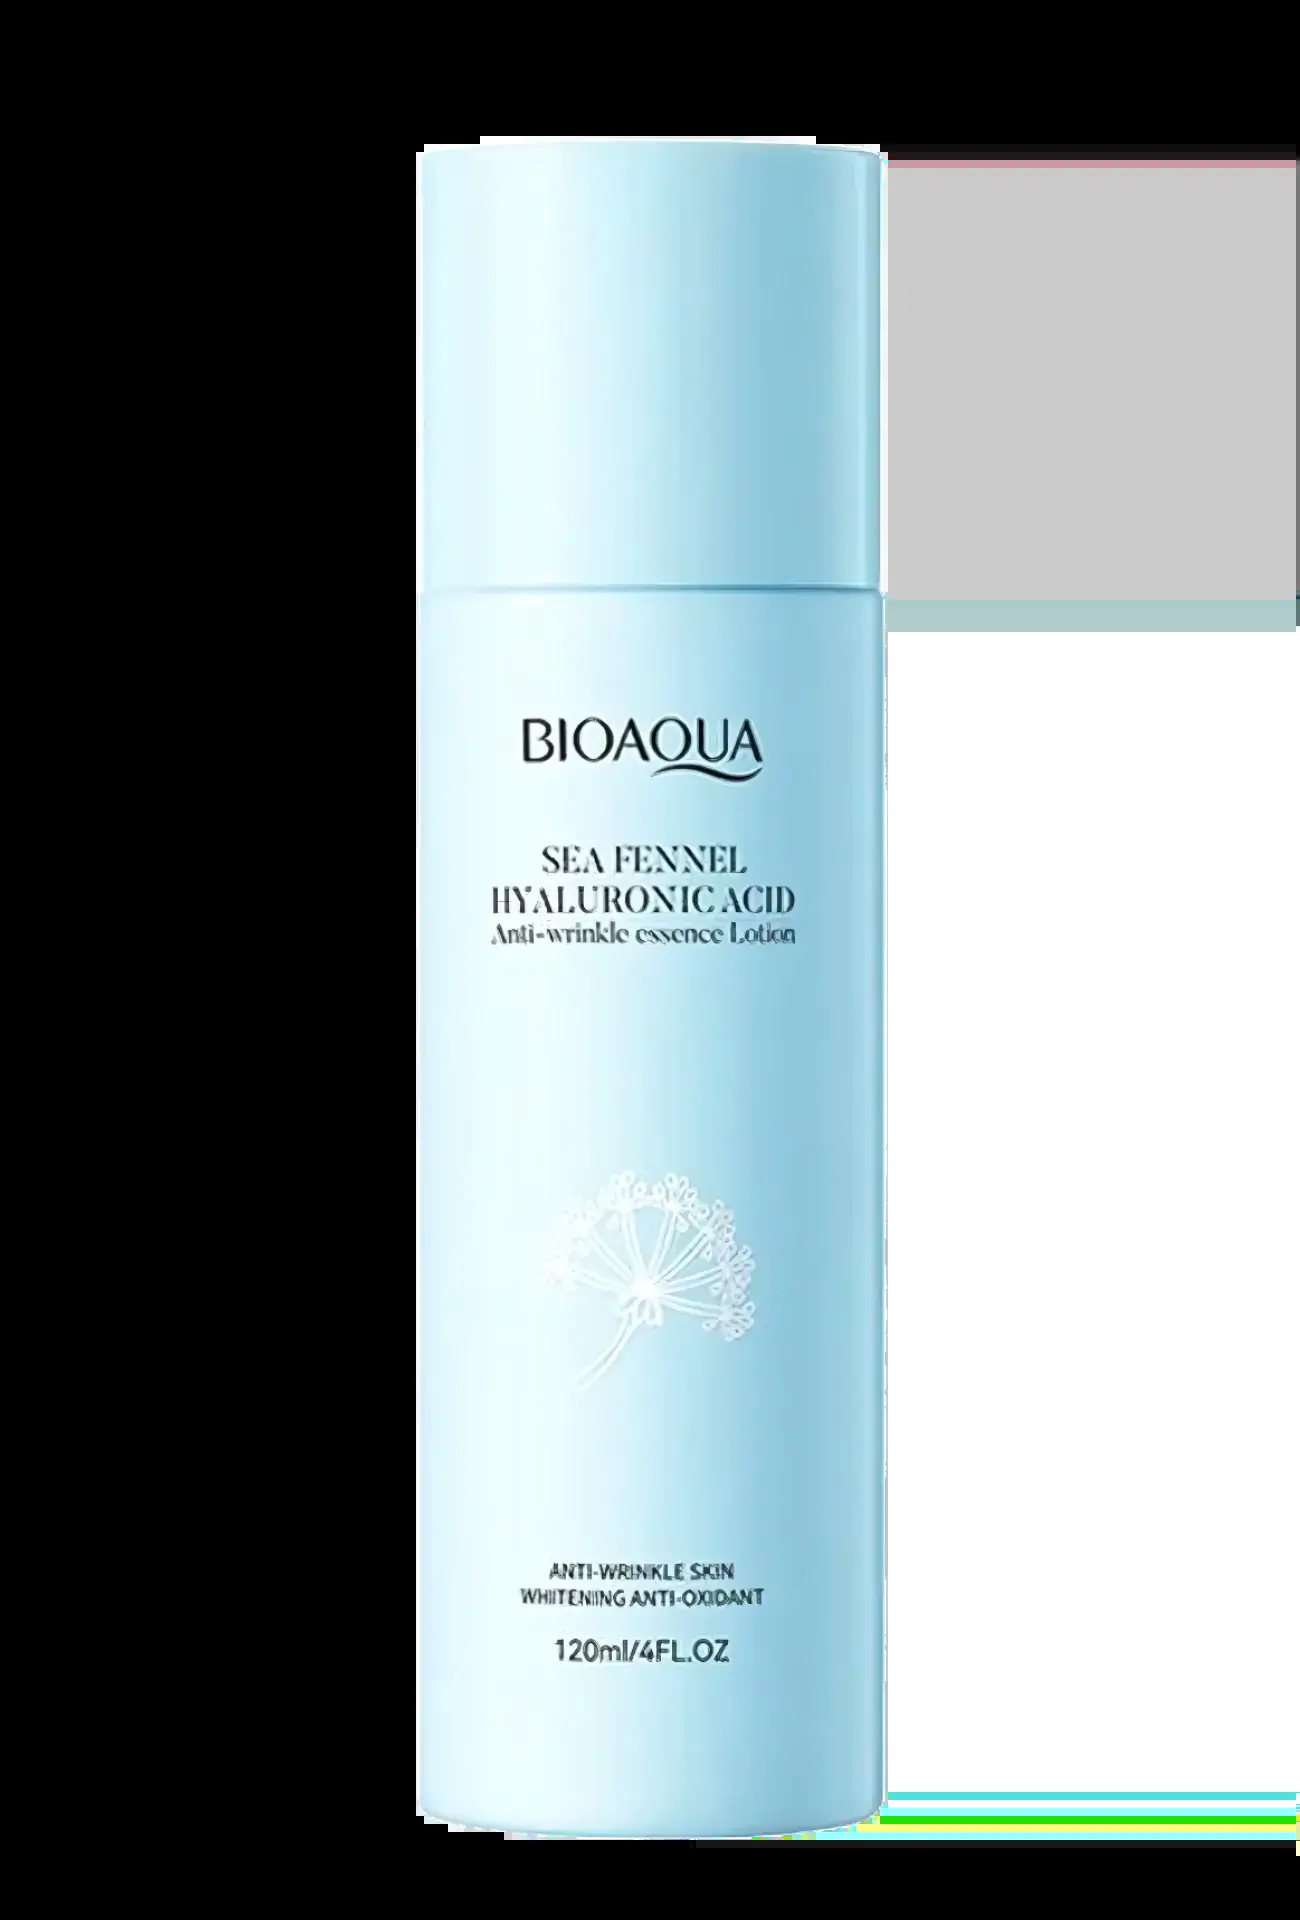 BIOAQUA
SEA FENNEL
HYALURONIC ACID
Anti-wrinkle essence Lotion
ANTI-WRINKLE SKIN
WHITENING ANTI-OXIDANT
120ml/4FL.OZ